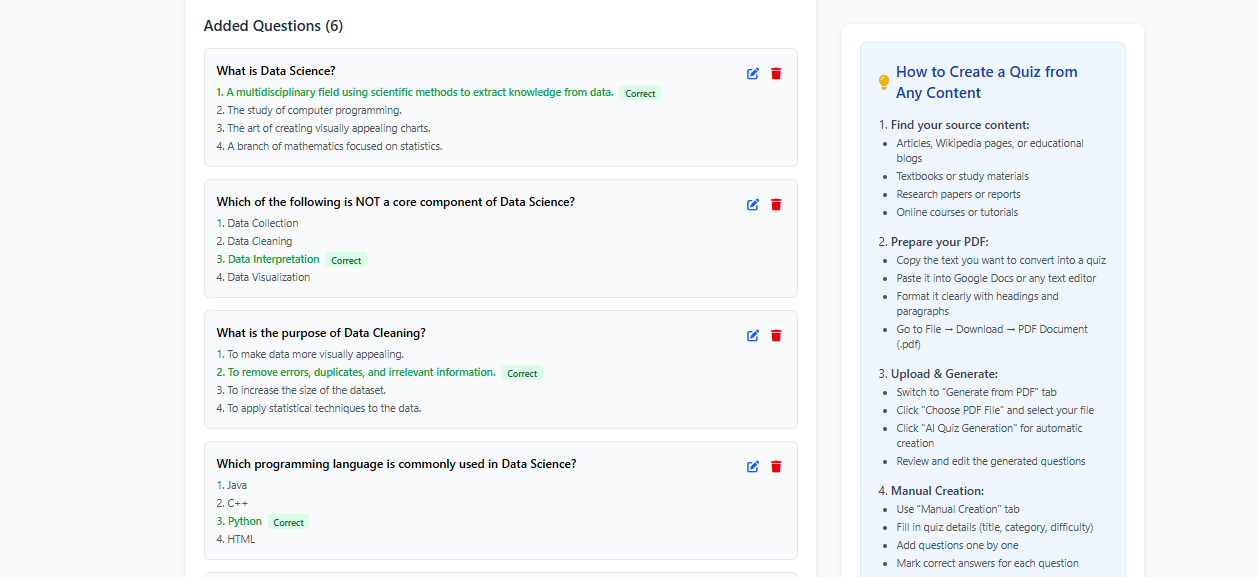 Added Questions (6)
What is Data Science?
1. A multidisciplinary field using scientific methods to extract knowledge from data. Correct
2. The study of computer programming.
3. The art of creating visually appealing charts.
4. A branch of mathematics focused on statistics.
Which of the following is NOT a core component of Data Science?
1. Data Collection
2. Data Cleaning
3. Data Interpretation Correct
4. Data Visualization
What is the purpose of Data Cleaning?
1. To make data more visually appealing.
2. To remove errors, duplicates, and irrelevant information. Correct
3. To increase the size of the dataset.
4. To apply statistical techniques to the data.
Which programming language is commonly used in Data Science?
1. Java
2. C++
3. Python Correct
4. HTML
How to Create a Quiz from
Any Content
1. Find your source content:
• Articles, Wikipedia pages, or educational
blogs
• Textbooks or study materials
• Research papers or reports
• Online courses or tutorials
2. Prepare your PDF:
• Copy the text you want to convert into a quiz
• Paste it into Google Docs or any text editor
• Format it clearly with headings and
paragraphs
• Go to File → Download → PDF Document
(.pdf)
3. Upload & Generate:
• Switch to "Generate from PDF" tab
• Click "Choose PDF File" and select your file
• Click "AI Quiz Generation" for automatic
creation
• Review and edit the generated questions
4. Manual Creation:
• Use "Manual Creation" tab
• Fill in quiz details (title, category, difficulty)
• Add questions one by one
• Mark correct answers for each question